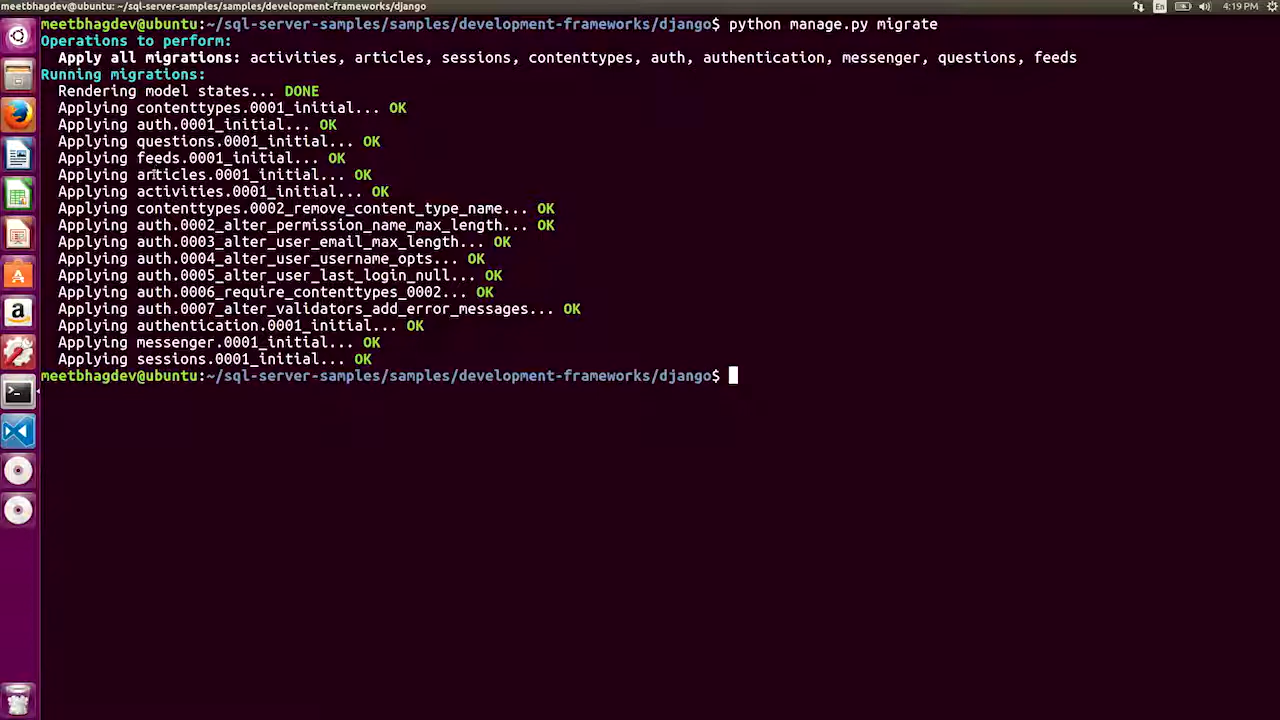 meetbhagdev@ubuntu: ~/sql-server-samples/samples/development-frameworks/django
En
4:19 PM
meetbhagdev@ubuntu:~/sql-server-samples/samples/development-frameworks/django$ python manage.py migrate
Operations to perform:
Apply all migrations: activities, articles, sessions, contenttypes, auth, authentication, messenger, questions, feeds
Running migrations:
Rendering model states... DONE
Applying contenttypes.0001_initial... OK
Applying auth.0001_initial... OK
Applying questions.0001_initial... OK
Applying feeds.0001_initial... OK
Applying articles.0001_initial... OK
Applying activities.0001_initial... OK
Applying contenttypes.0002_remove_content_type_name... OK
Applying auth.0002_alter_permission_name_max_length... OK
Applying auth.0003_alter_user_email_max_length... OK
Applying auth.0004_alter_user_username_opts... OK
Applying auth.0005_alter_user_last_login_null... OK
Applying auth.0006_require_contenttypes_0002... OK
Applying auth.0007_alter_validators_add_error_messages... OK
Applying authentication.0001_initial... OK
Applying messenger.0001_initial... OK
Applying sessions.0001_initial... OK
meetbhagdev@ubuntu:~/sql-server-samples/samples/development-frameworks/django$